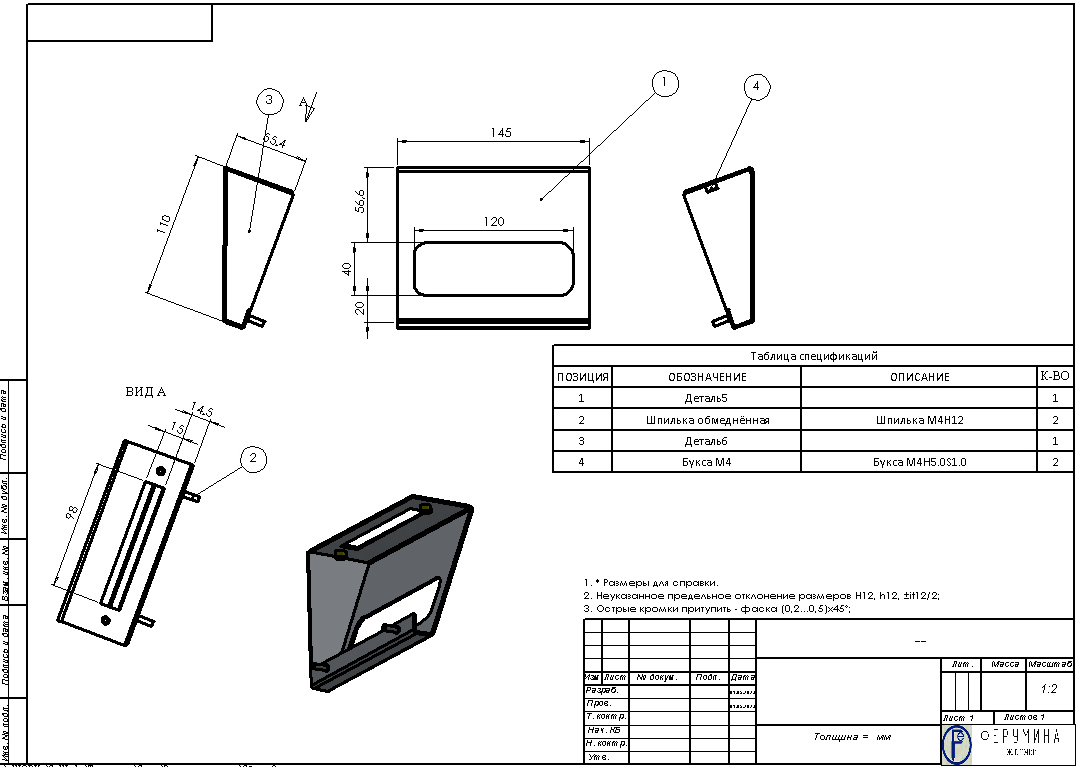 3
А
65.4
110
1
145
56,6
120
40
20
4
ВИД А
14,5
15
98
2
Таблица спецификаций
ПОЗИЦИЯ ОБОЗНАЧЕНИЕ ОПИСАНИЕ К-ВО
1 Деталь5 1
2 Шпилька обмеднённая Шпилька М4Н12 2
3 Деталь6 1
4 Букса М4 Букса М4Н5.0S1.0 2
1. * Размеры для справки.
2. Неуказанное предельное отклонение размеров Н12, h12, ±it12/2;
3. Острые кромки притупить - фаска (0,2...0,5)х45°;
--
Лит. Масса Масштаб
1:2
Лист 1 Листов 1
Изм Лист № докум. Подп. Дата
Разраб.
Пров.
Т. контр.
Нач. КБ
Н. контр.
Утв.
Толщина = мм
ФЕРУМИНА
Подпись и дата
Инв. № дубл.
Взам. инв. №
Подпись и дата
Инв. № подл.